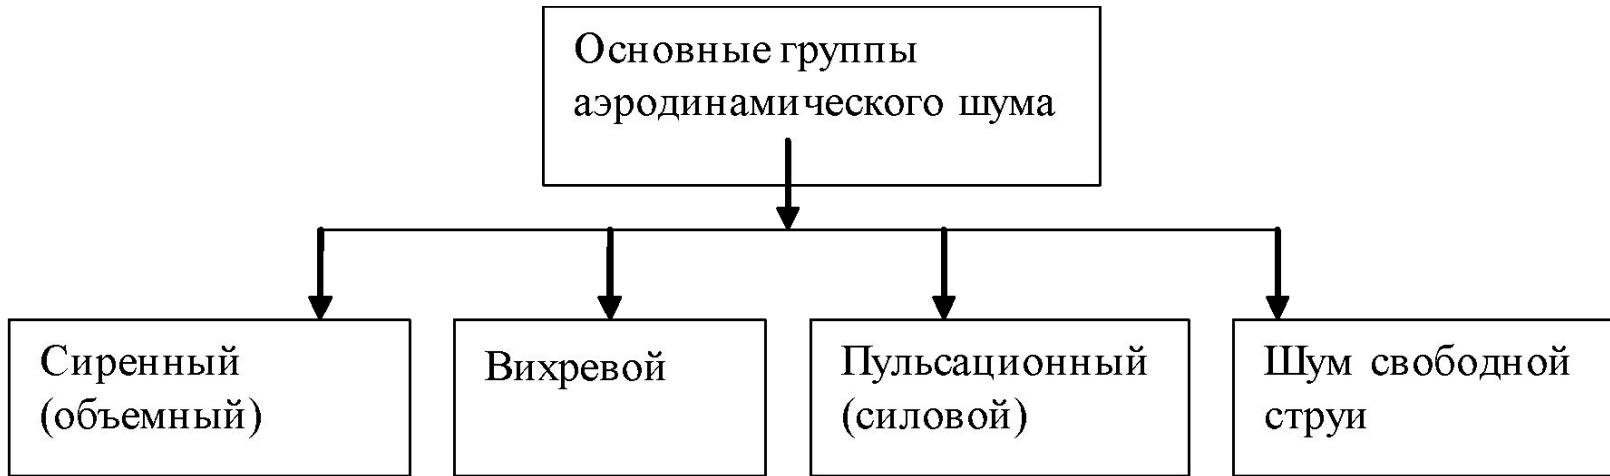 Основные группы
аэродинамического шума
Сиренный
(объемный)
Вихревой
Пульсационный
(силовой)
Шум свободной
струи